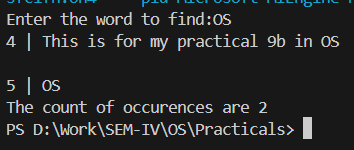 Enter the word to find:OS
4 | This is for my practical 9b in OS
5 | OS
The count of occurences are 2
PS D:\Work\SEM-IV\OS\Practicals>